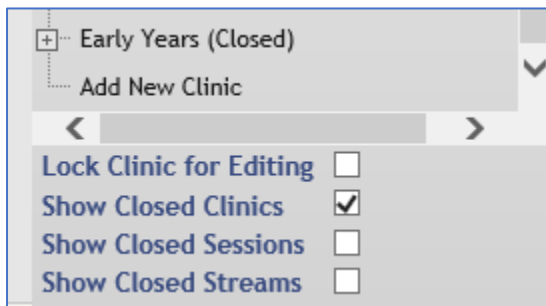 Early Years (Closed)
Add New Clinic
Lock Clinic for Editing
Show Closed Clinics
Show Closed Sessions
Show Closed Streams